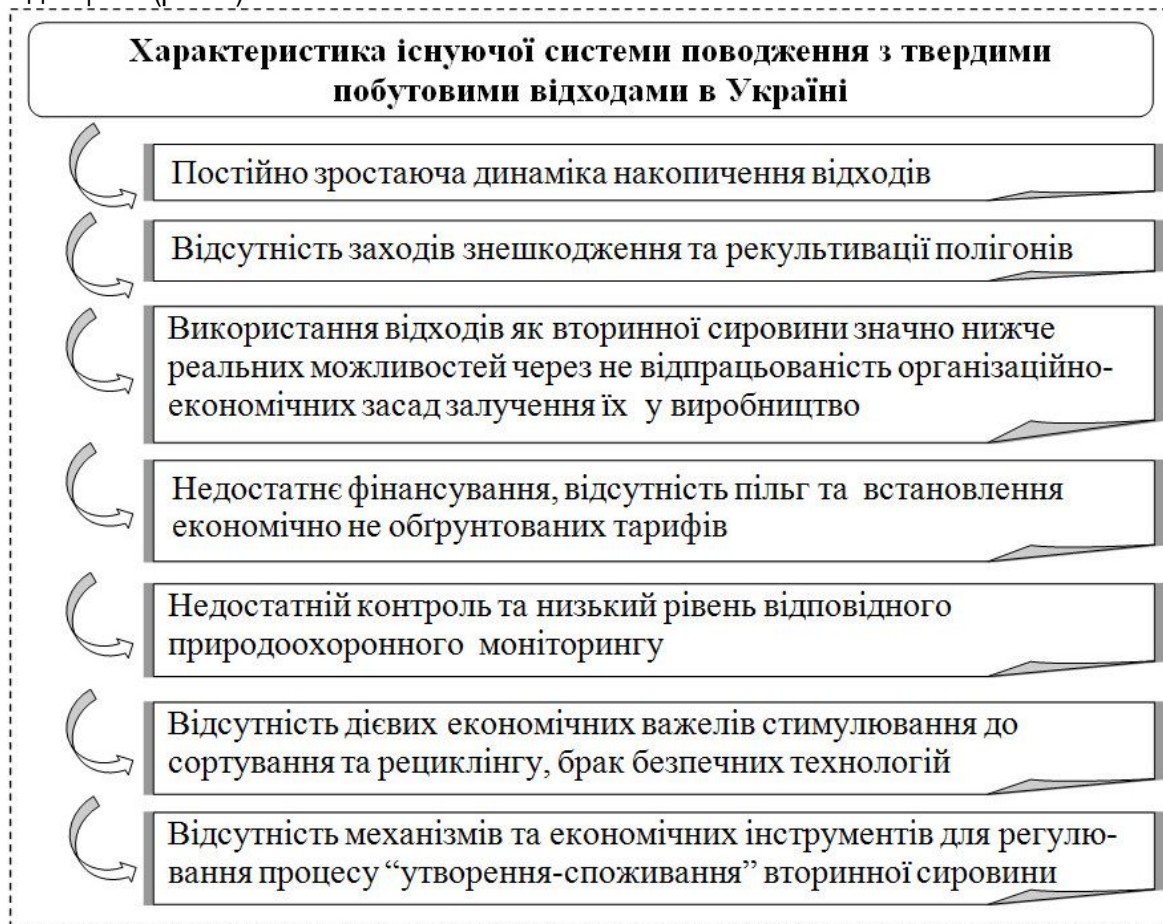 Характеристика існуючої системи поводження з твердими
побутовими відходами в Україні
Постійно зростаюча динаміка накопичення відходів
Відсутність заходів знешкодження та рекультивації полігонів
Використання відходів як вторинної сировини значно нижче
реальних можливостей через не відпрацьованість організаційно-
економічних засад залучення їх у виробництво
Недостатнє фінансування, відсутність пільг та встановлення
економічно не обґрунтованих тарифів
Недостатній контроль та низький рівень відповідного
природоохоронного моніторингу
Відсутність дієвих економічних важелів стимулювання до
сортування та рециклінгу, брак безпечних технологій
Відсутність механізмів та економічних інструментів для регулю-
вання процесу “утворення-споживання” вторинної сировини